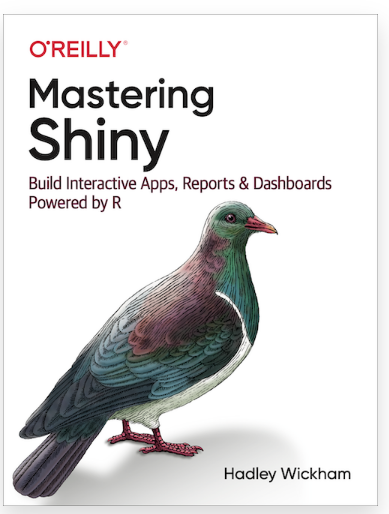 O'REILLY®
Mastering
Shiny
Build Interactive Apps, Reports & Dashboards
Powered by R
Hadley Wickham